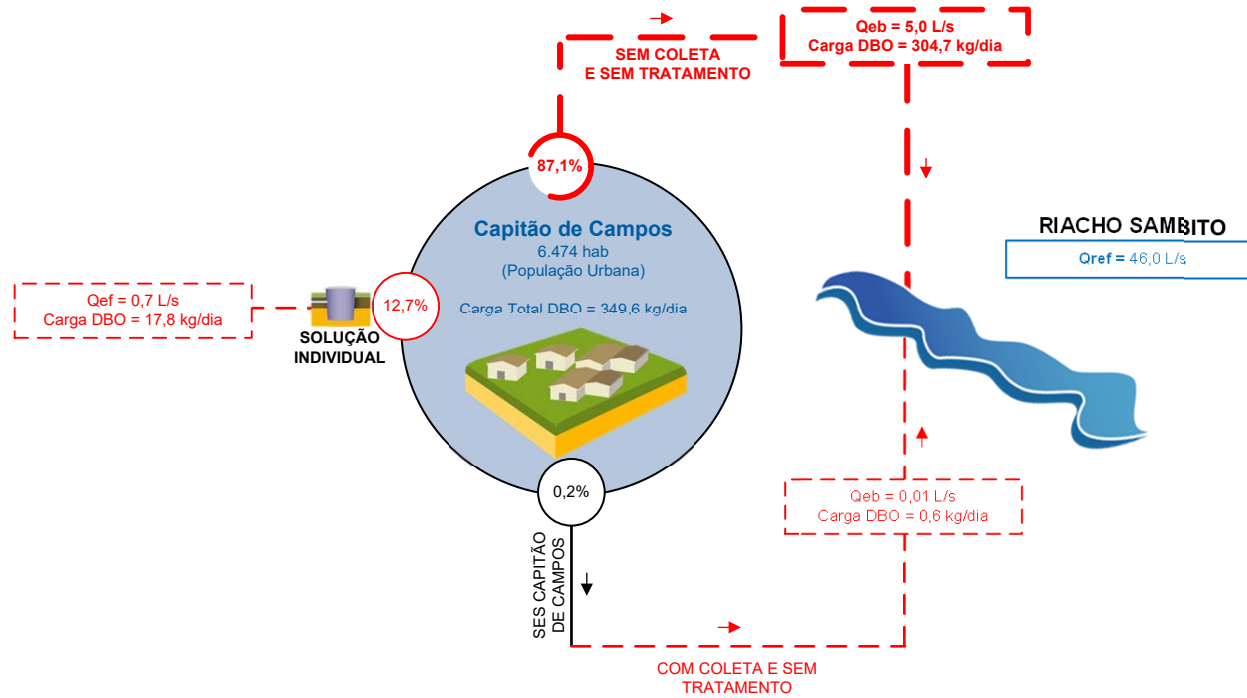 Qeb = 5,0 L/s
Carga DBO = 304,7 kg/dia
SEM COLETA
E SEM TRATAMENTO
87,1%
Capitão de Campos
6.474 hab
(População Urbana)
Carga Total DBO = 349,6 kg/dia
RIACHO SAMBITO
Qref = 46,0 L/s
Qef = 0,7 L/s
Carga DBO = 17,8 kg/dia
12,7%
SOLUÇÃO
INDIVIDUAL
0,2%
Qeb = 0,01 L/s
Carga DBO = 0,6 kg/dia
SES CAPITÃO
DE CAMPOS
COM COLETA E SEM
TRATAMENTO